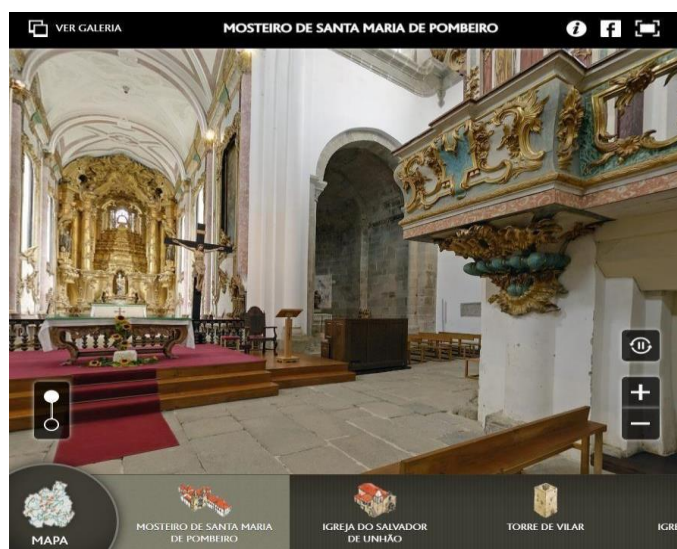 VER GALERIA
MOSTEIRO DE SANTA MARIA DE POMBEIRO
MAPA
MOSTEIRO DE SANTA MARIA
DE POMBEIRO
IGREJA DO SALVADOR
DE UNHÃO
TORRE DE VILAR
IGRE